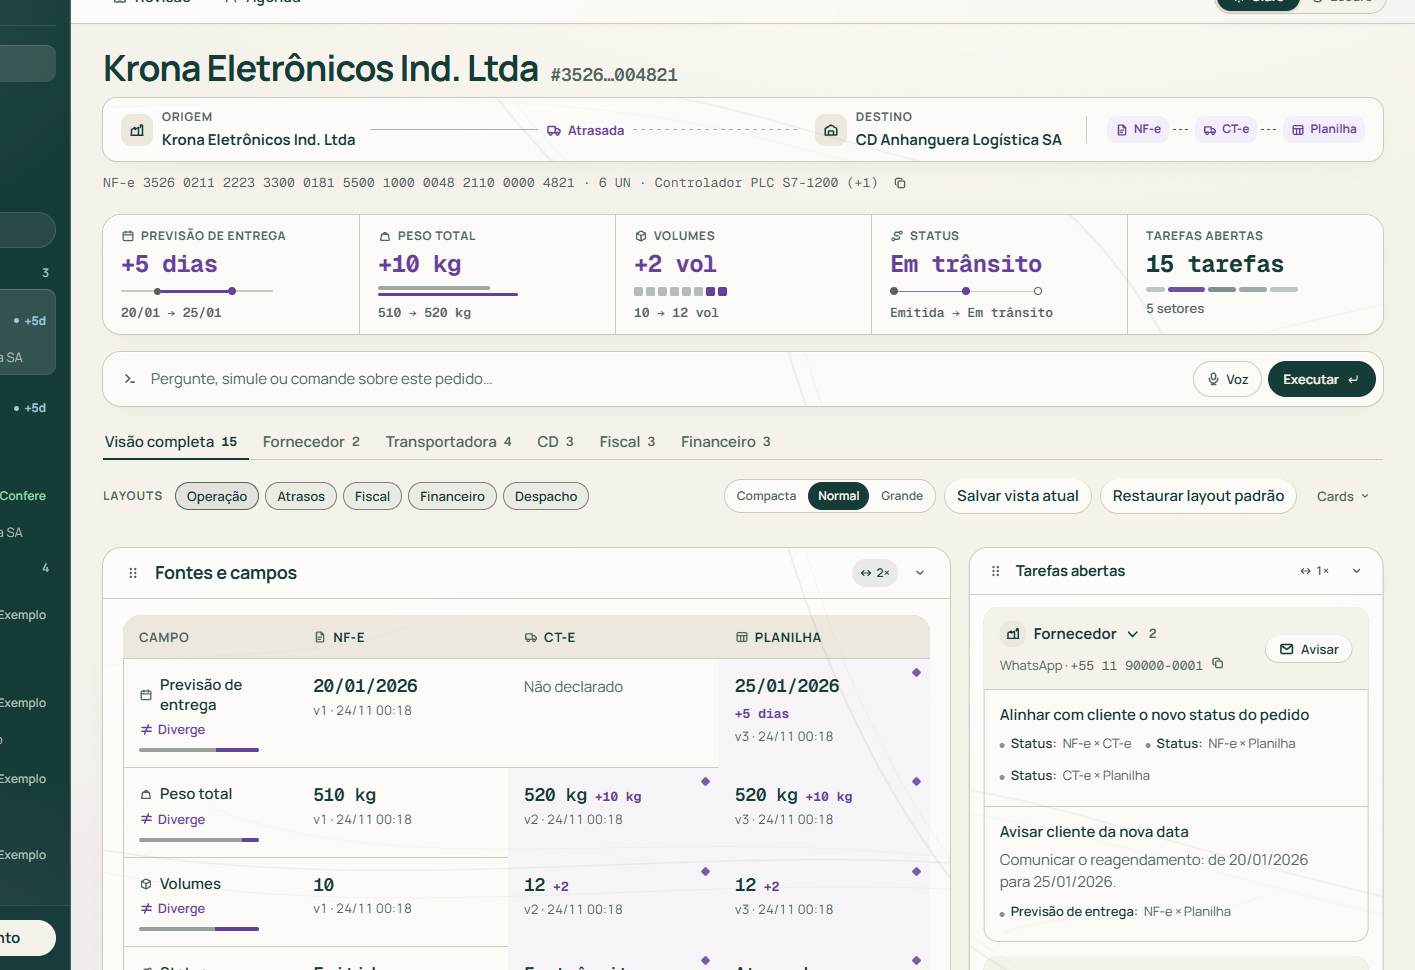 Revisão Agenda Claro Escuro
Krona Eletrônicos Ind. Ltda #3526…004821
ORIGEM
Krona Eletrônicos Ind. Ltda
Atrasada
DESTINO
CD Anhanguera Logística SA
NF-e CT-e Planilha
NF-e 3526 0211 2223 3300 0181 5500 1000 0048 2110 0000 4821 · 6 UN · Controlador PLC S7-1200 (+1)
PREVISÃO DE ENTREGA
+5 dias
20/01 → 25/01
PESO TOTAL
+10 kg
510 → 520 kg
VOLUMES
+2 vol
10 → 12 vol
STATUS
Em trânsito
Emitida → Em trânsito
TAREFAS ABERTAS
15 tarefas
5 setores
Pergunte, simule ou comande sobre este pedido…
Voz Executar ↵
Visão completa 15 Fornecedor 2 Transportadora 4 CD 3 Fiscal 3 Financeiro 3
LAYOUTS Operação Atrasos Fiscal Financeiro Despacho
Compacta Normal Grande Salvar vista atual Restaurar layout padrão Cards
3
+5d
a SA
+5d
Confere
a SA
4
Exemplo
Exemplo
Exemplo
Exemplo
nto
Fontes e campos ↔ 2×
CAMPO NF-E CT-E PLANILHA
Previsão de
entrega
≠ Diverge
20/01/2026
v1 · 24/11 00:18
Não declarado
25/01/2026
+5 dias
v3 · 24/11 00:18
Peso total
≠ Diverge
510 kg
v1 · 24/11 00:18
520 kg +10 kg
v2 · 24/11 00:18
520 kg +10 kg
v3 · 24/11 00:18
Volumes
≠ Diverge
10
v1 · 24/11 00:18
12 +2
v2 · 24/11 00:18
12 +2
v3 · 24/11 00:18
Tarefas abertas ↔ 1×
Fornecedor 2
WhatsApp · +55 11 90000-0001
Avisar
Alinhar com cliente o novo status do pedido
Status: NF-e × CT-e Status: NF-e × Planilha
Status: CT-e × Planilha
Avisar cliente da nova data
Comunicar o reagendamento: de 20/01/2026
para 25/01/2026.
Previsão de entrega: NF-e × Planilha